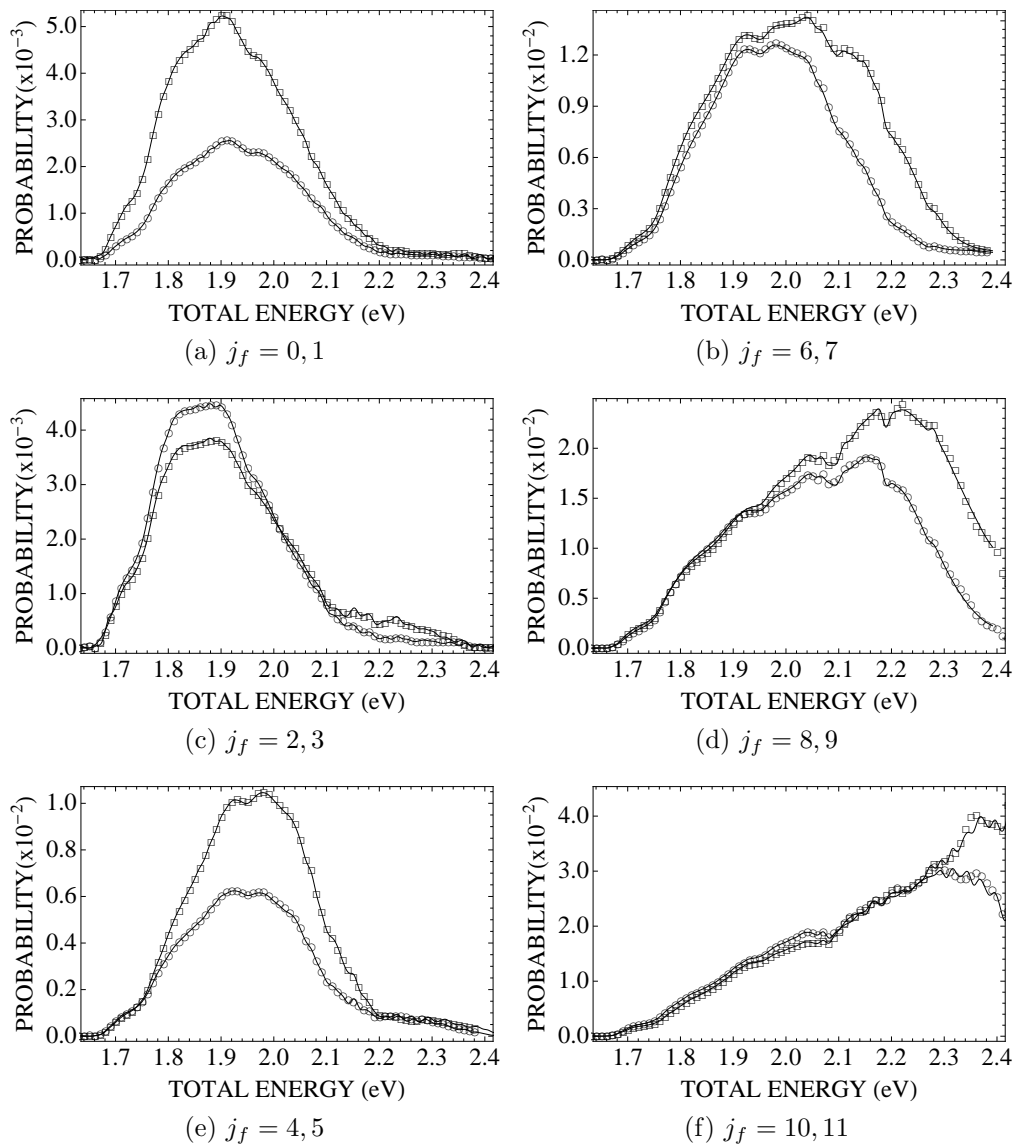 PROBABILITY(x10⁻³)
5.0
4.0
3.0
2.0
1.0
0.0
1.7 1.8 1.9 2.0 2.1 2.2 2.3 2.4
TOTAL ENERGY (eV)
(a) j_f = 0, 1
PROBABILITY(x10⁻²)
1.2
0.9
0.6
0.3
0.0
1.7 1.8 1.9 2.0 2.1 2.2 2.3 2.4
TOTAL ENERGY (eV)
(b) j_f = 6, 7
PROBABILITY(x10⁻³)
4.0
3.0
2.0
1.0
0.0
1.7 1.8 1.9 2.0 2.1 2.2 2.3 2.4
TOTAL ENERGY (eV)
(c) j_f = 2, 3
PROBABILITY(x10⁻²)
2.0
1.5
1.0
0.5
0.0
1.7 1.8 1.9 2.0 2.1 2.2 2.3 2.4
TOTAL ENERGY (eV)
(d) j_f = 8, 9
PROBABILITY(x10⁻²)
1.0
0.8
0.6
0.4
0.2
0.0
1.7 1.8 1.9 2.0 2.1 2.2 2.3 2.4
TOTAL ENERGY (eV)
(e) j_f = 4, 5
PROBABILITY(x10⁻²)
4.0
3.0
2.0
1.0
0.0
1.7 1.8 1.9 2.0 2.1 2.2 2.3 2.4
TOTAL ENERGY (eV)
(f) j_f = 10, 11